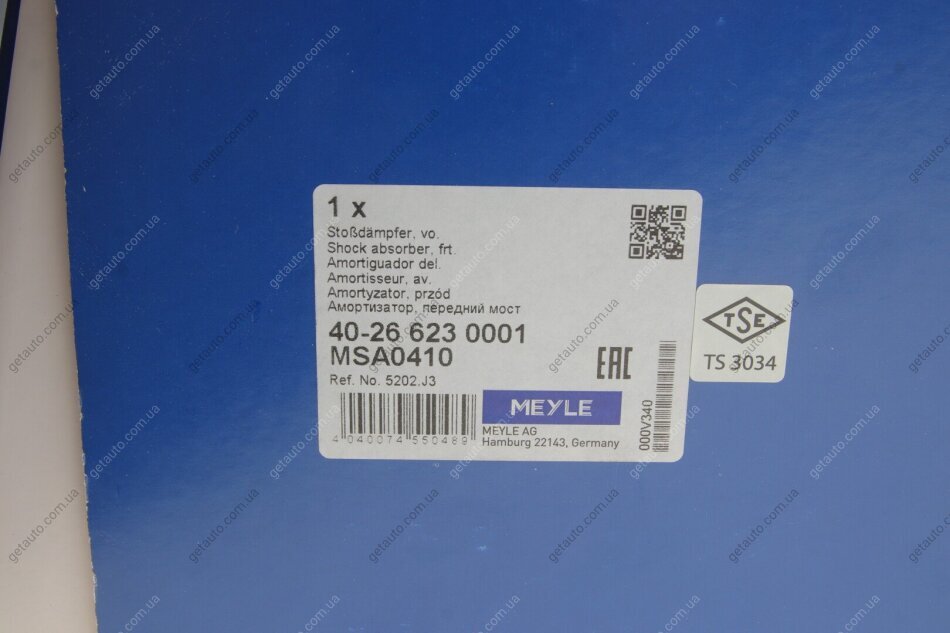 1 x
Stoßdämpfer, vo.
Shock absorber, frt.
Amortiguador del.
Amortisseur, av.
Amortyzator, przód
Амортизатор, передний мост
40-26 623 0001
MSA0410
EAC
Ref. No. 5202.J3
MEYLE
MEYLE AG
Hamburg 22143, Germany
4 040074 550489
000V340
TSE
TS 3034
getauto.com.ua